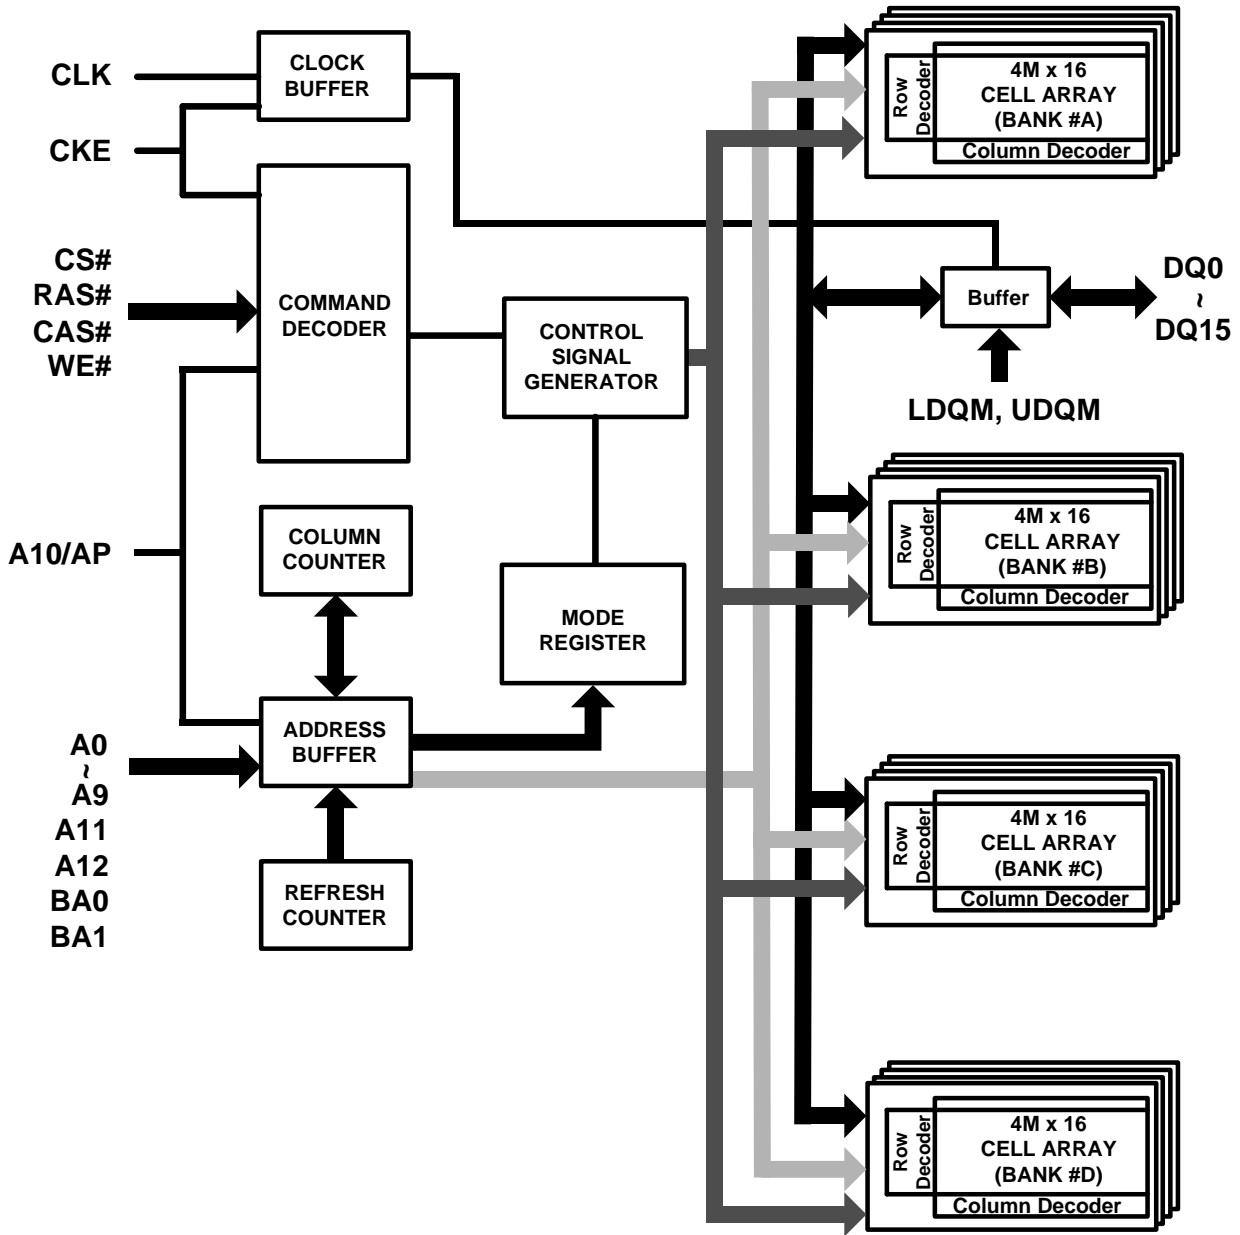 CLK
CKE
CS#
RAS#
CAS#
WE#
A10/AP
A0
~
A9
A11
A12
BA0
BA1
CLOCK
BUFFER
COMMAND
DECODER
COLUMN
COUNTER
ADDRESS
BUFFER
REFRESH
COUNTER
CONTROL
SIGNAL
GENERATOR
MODE
REGISTER
Row
Decoder
4M x 16
CELL ARRAY
(BANK #A)
Column Decoder
Buffer
DQ0
~
DQ15
LDQM, UDQM
Row
Decoder
4M x 16
CELL ARRAY
(BANK #B)
Column Decoder
Row
Decoder
4M x 16
CELL ARRAY
(BANK #C)
Column Decoder
Row
Decoder
4M x 16
CELL ARRAY
(BANK #D)
Column Decoder